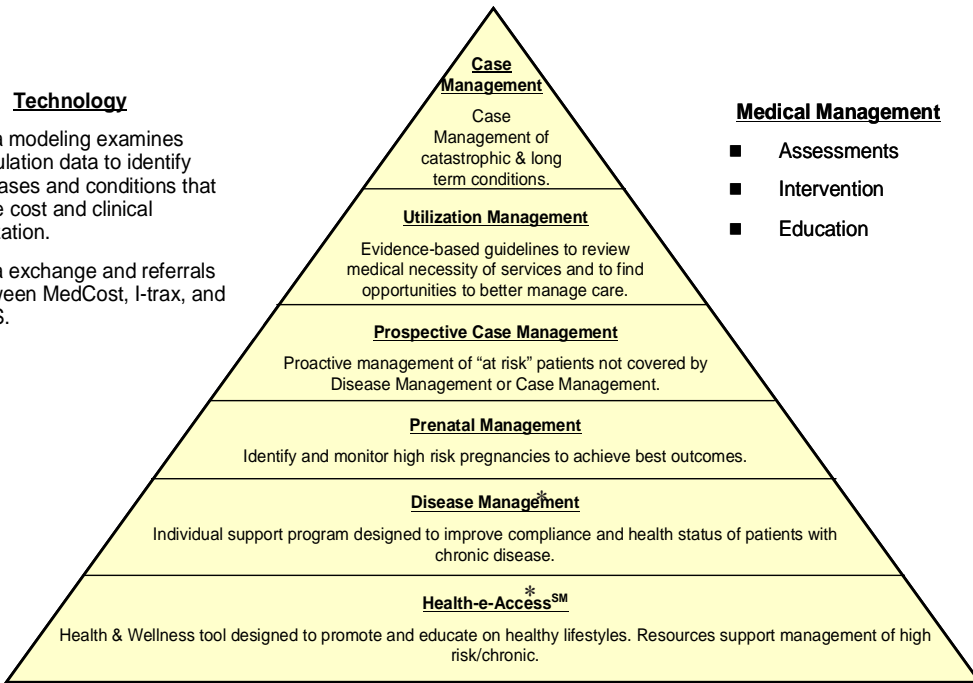 Technology
modeling examines
data to identify
and conditions that
cost and clinical
exchange and referrals
MedCost, I-trax, and
Case
Management
Case
Management of
catastrophic & long
term conditions.
Utilization Management
Evidence-based guidelines to review
medical necessity of services and to find
opportunities to better manage care.
Prospective Case Management
Proactive management of “at risk” patients not covered by
Disease Management or Case Management.
Prenatal Management
Identify and monitor high risk pregnancies to achieve best outcomes.
Disease Management*
Individual support program designed to improve compliance and health status of patients with
chronic disease.
Health-e-Access* SM
Health & Wellness tool designed to promote and educate on healthy lifestyles. Resources support management of high
risk/chronic.
Medical Management
■ Assessments
■ Intervention
■ Education